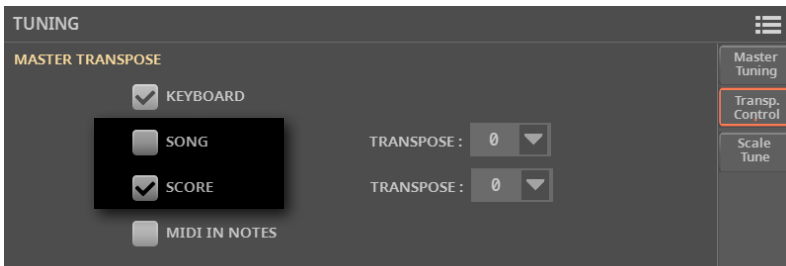 TUNING
MASTER TRANSPOSE
KEYBOARD
SONG TRANSPOSE : 0
SCORE TRANSPOSE : 0
MIDI IN NOTES
Master
Tuning
Transp.
Control
Scale
Tune